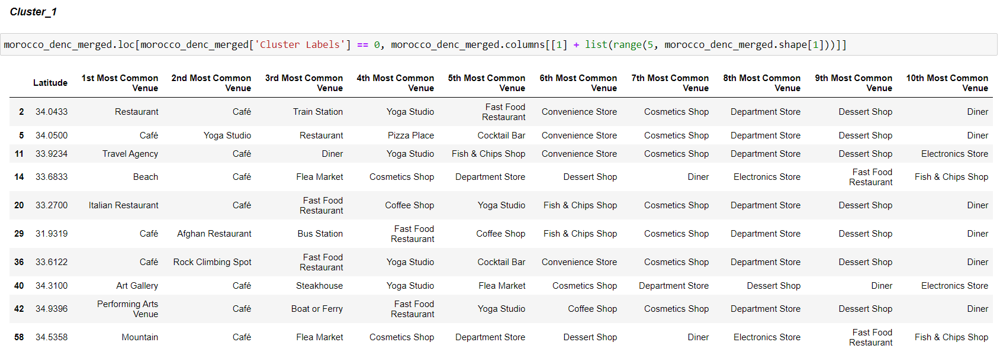 Cluster_1
morocco_denc_merged.loc[morocco_denc_merged['Cluster Labels'] == 0, morocco_denc_merged.columns[[1] + list(range(5, morocco_denc_merged.shape[1]))]]
Latitude 1st Most Common Venue 2nd Most Common Venue 3rd Most Common Venue 4th Most Common Venue 5th Most Common Venue 6th Most Common Venue 7th Most Common Venue 8th Most Common Venue 9th Most Common Venue 10th Most Common Venue
2 34.0433 Restaurant Café Train Station Yoga Studio Fast Food Restaurant Convenience Store Cosmetics Shop Department Store Dessert Shop Diner
5 34.0500 Café Yoga Studio Restaurant Pizza Place Cocktail Bar Convenience Store Cosmetics Shop Department Store Dessert Shop Diner
11 33.9234 Travel Agency Café Diner Yoga Studio Fish & Chips Shop Convenience Store Cosmetics Shop Department Store Dessert Shop Electronics Store
14 33.6833 Beach Café Flea Market Cosmetics Shop Department Store Dessert Shop Diner Electronics Store Fast Food Restaurant Fish & Chips Shop
20 33.2700 Italian Restaurant Café Fast Food Restaurant Coffee Shop Yoga Studio Fish & Chips Shop Cosmetics Shop Department Store Dessert Shop Diner
29 31.9319 Café Afghan Restaurant Bus Station Fast Food Restaurant Coffee Shop Fish & Chips Shop Cosmetics Shop Department Store Dessert Shop Diner
36 33.6122 Café Rock Climbing Spot Fast Food Restaurant Yoga Studio Cocktail Bar Convenience Store Cosmetics Shop Department Store Dessert Shop Diner
40 34.3100 Art Gallery Café Steakhouse Yoga Studio Flea Market Cosmetics Shop Department Store Dessert Shop Diner Electronics Store
42 34.9396 Performing Arts Venue Café Boat or Ferry Fast Food Restaurant Yoga Studio Coffee Shop Cosmetics Shop Department Store Dessert Shop Diner
58 34.5358 Mountain Café Flea Market Cosmetics Shop Department Store Dessert Shop Diner Electronics Store Fast Food Restaurant Fish & Chips Shop